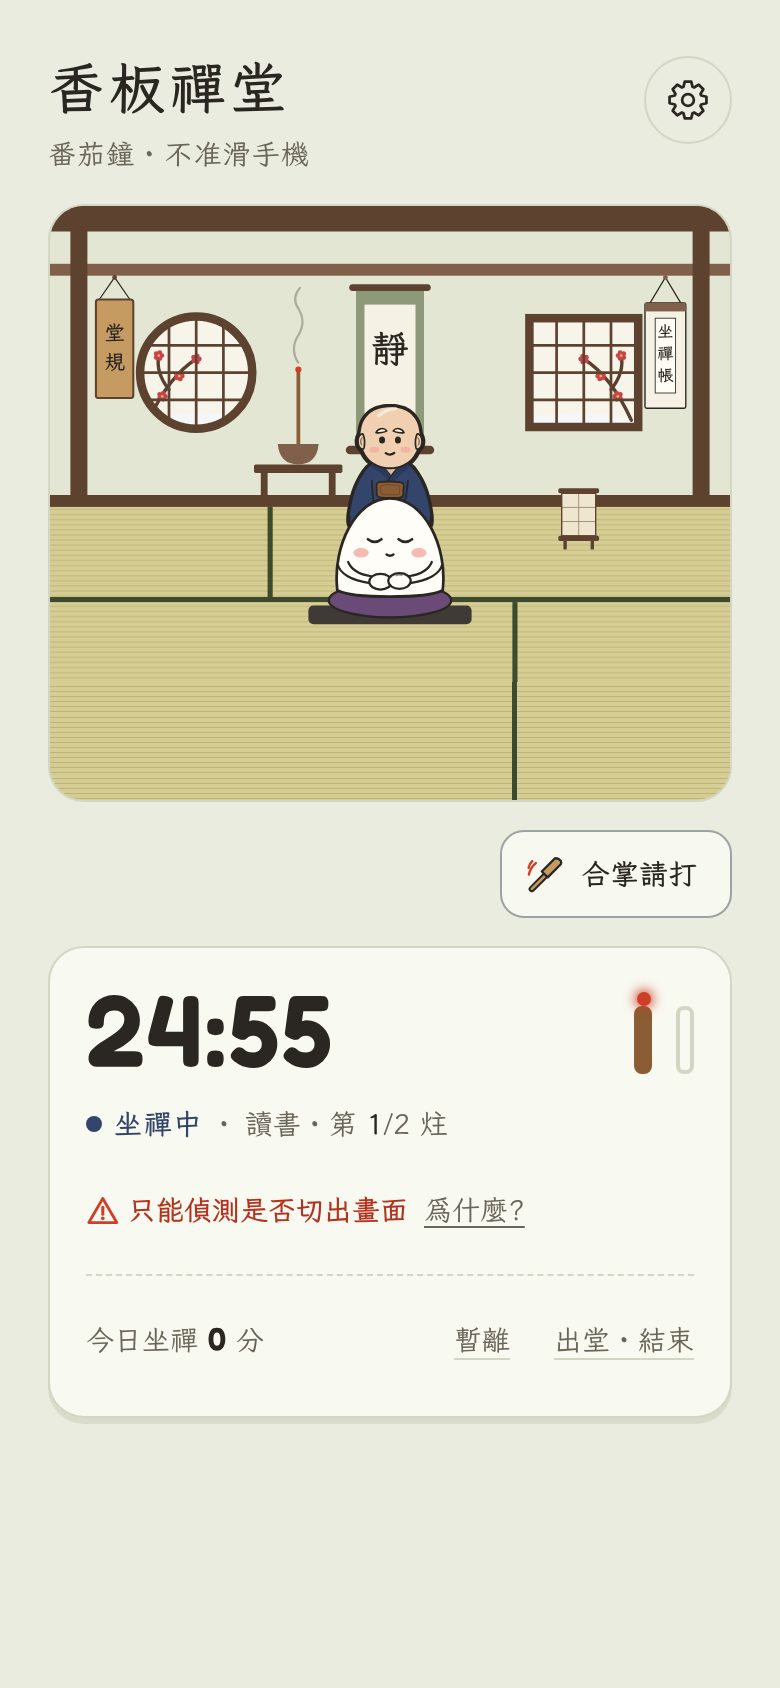 香板禪堂
番茄鐘・不准滑手機
堂規
靜
坐禪帳
合掌請打
24:55
坐禪中 ・ 讀書・第 1/2 炷
只能偵測是否切出畫面 為什麼?
今日坐禪 0 分 暫離 出堂・結束